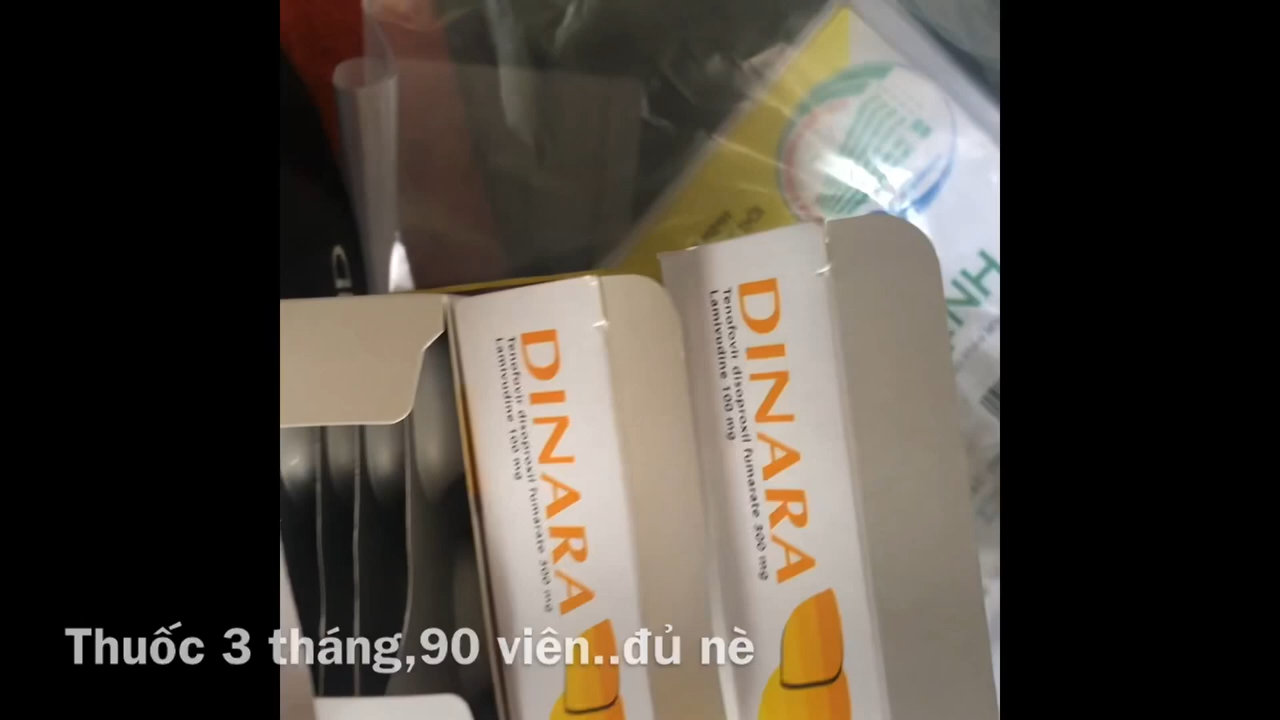 DINARA
Tenofovir disoproxil fumarate 300 mg
Lamivudine 100 mg
DINARA
Tenofovir disoproxil fumarate 300 mg
Lamivudine 100 mg
Thuốc 3 tháng,90 viên..đủ nè